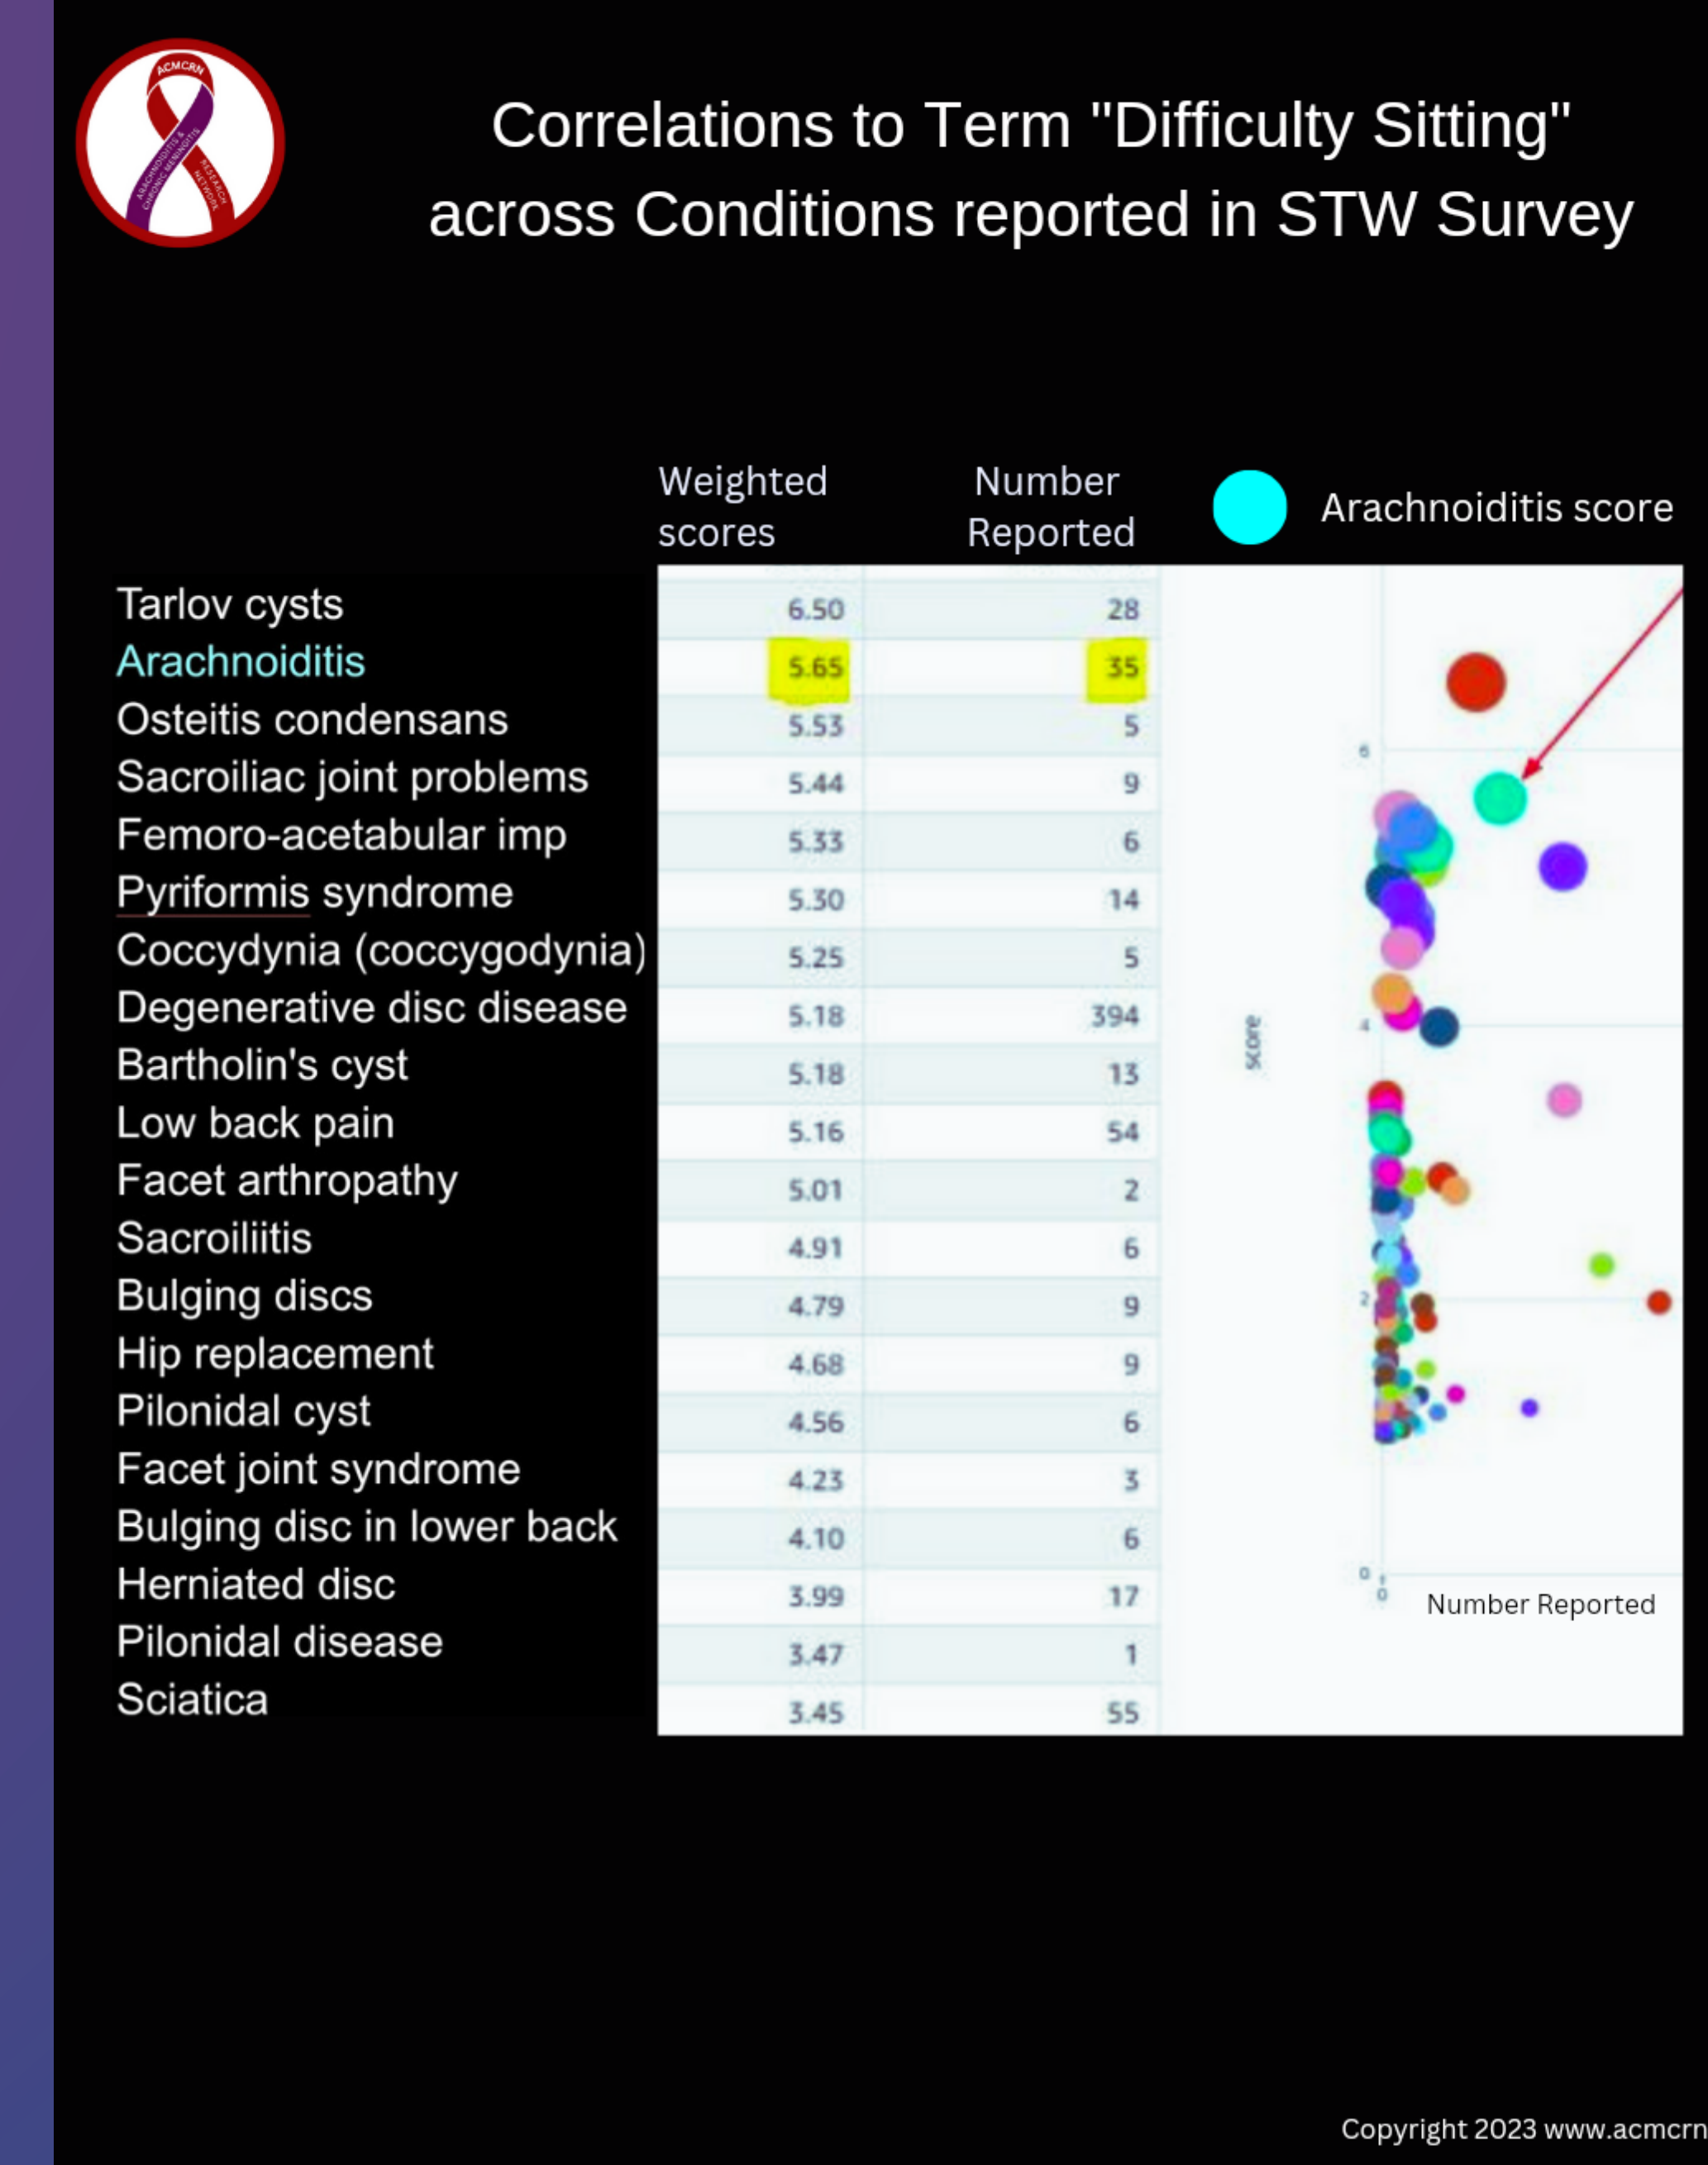 ACMCRN
ARACHNOIDITIS &
CHRONIC MENINGITIS
RESEARCH
NETWORK
Correlations to Term "Difficulty Sitting"
across Conditions reported in STW Survey
Weighted
scores
Number
Reported
Arachnoiditis score
Tarlov cysts 6.50 28
Arachnoiditis 5.65 35
Osteitis condensans 5.53 5
Sacroiliac joint problems 5.44 9
Femoro-acetabular imp 5.33 6
Pyriformis syndrome 5.30 14
Coccydynia (coccygodynia) 5.25 5
Degenerative disc disease 5.18 394
Bartholin's cyst 5.18 13
Low back pain 5.16 54
Facet arthropathy 5.01 2
Sacroiliitis 4.91 6
Bulging discs 4.79 9
Hip replacement 4.68 9
Pilonidal cyst 4.56 6
Facet joint syndrome 4.23 3
Bulging disc in lower back 4.10 6
Herniated disc 3.99 17
Pilonidal disease 3.47 1
Sciatica 3.45 55
score
6
4
2
0
0
Number Reported
Copyright 2023 www.acmcrn